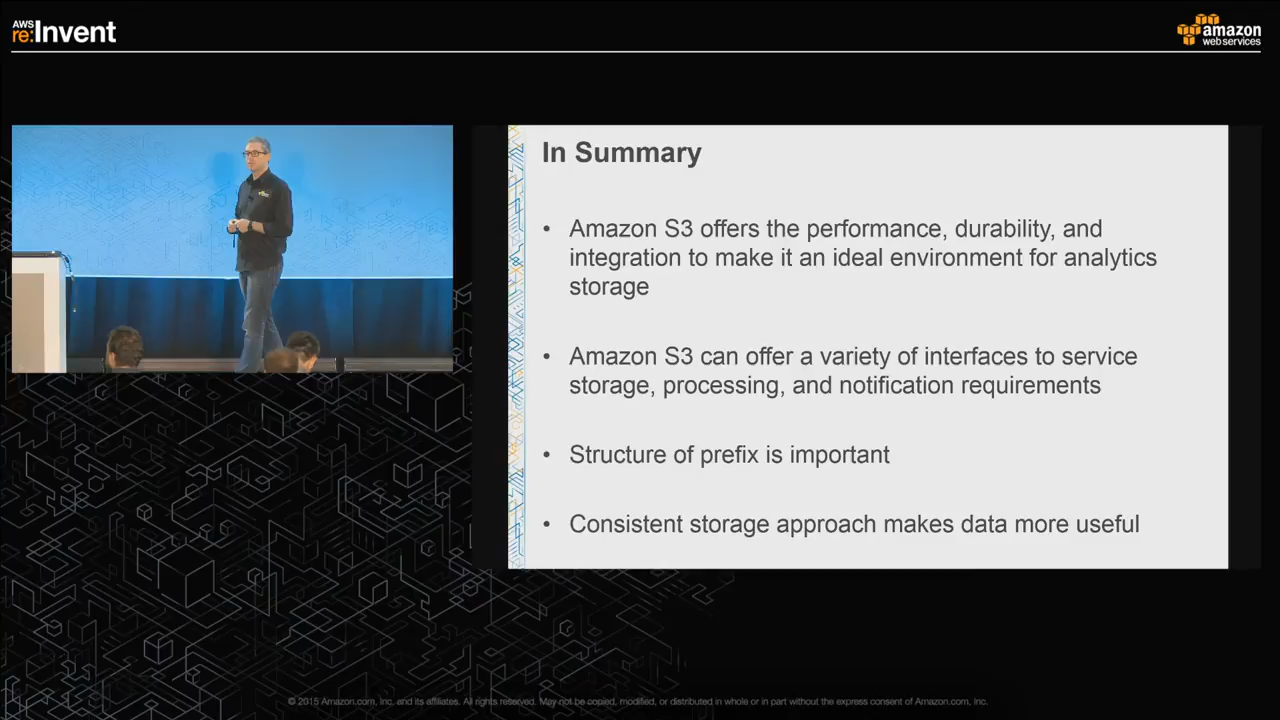 AWS
re:Invent
amazon
web services
In Summary
• Amazon S3 offers the performance, durability, and
integration to make it an ideal environment for analytics
storage
• Amazon S3 can offer a variety of interfaces to service
storage, processing, and notification requirements
• Structure of prefix is important
• Consistent storage approach makes data more useful
© 2015 Amazon.com, Inc. and its affiliates. All rights reserved. May not be copied, modified, or distributed in whole or in part without the express consent of Amazon.com, Inc.